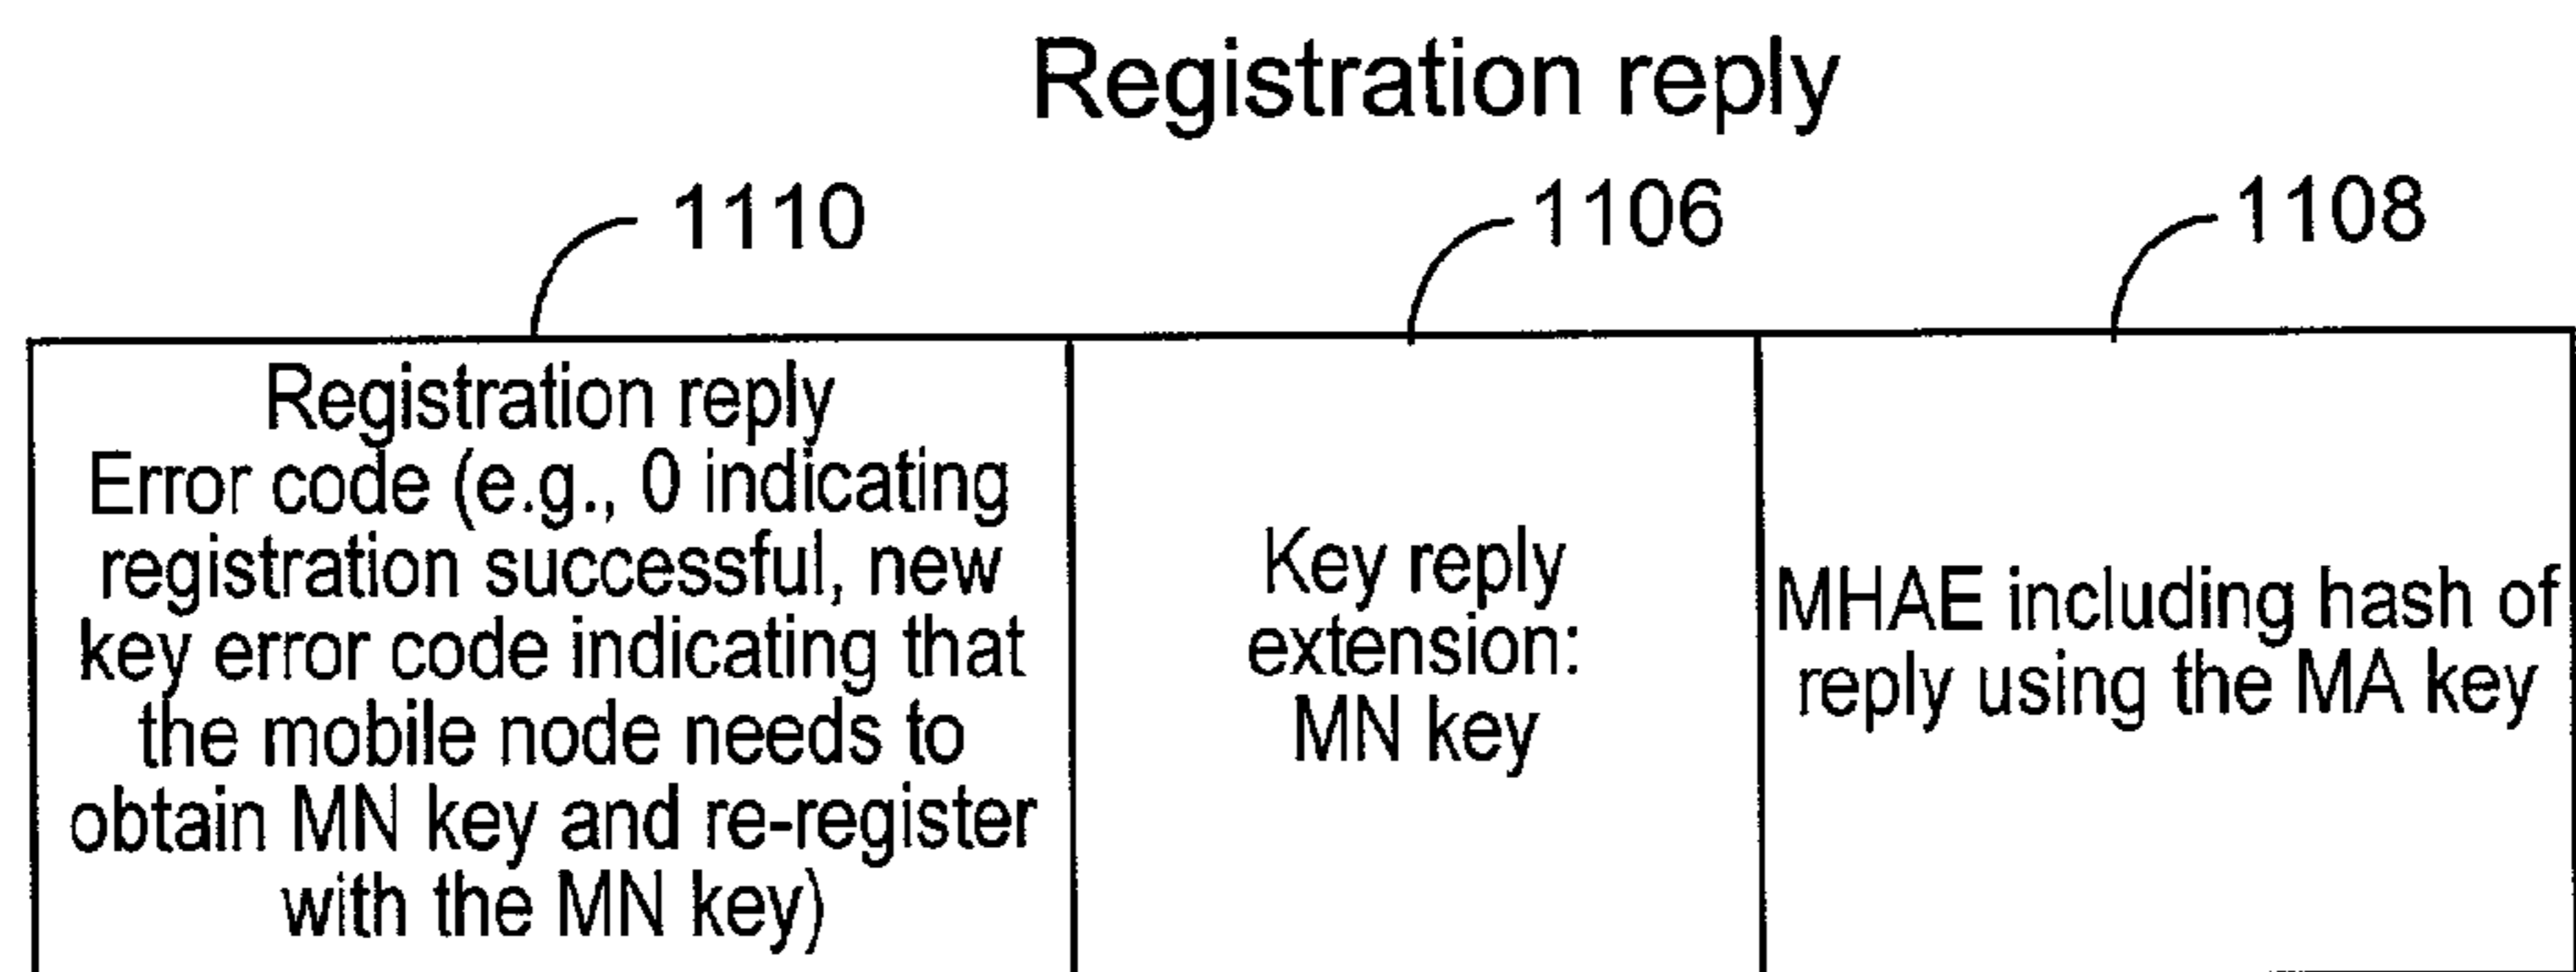 Registration reply
1110
1106
1108
Registration reply
Error code (e.g., 0 indicating
registration successful, new
key error code indicating that
the mobile node needs to
obtain MN key and re-register
with the MN key)
Key reply
extension:
MN key
MHAE including hash of
reply using the MA key